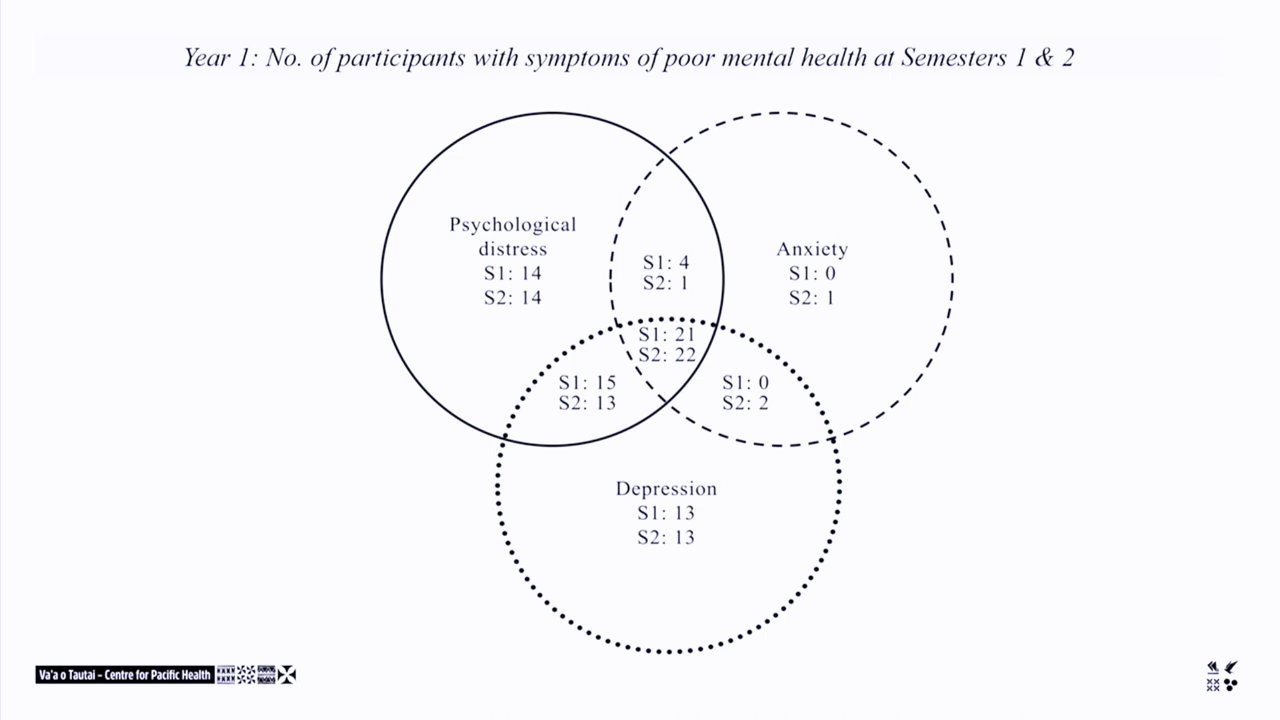 Year 1: No. of participants with symptoms of poor mental health at Semesters 1 & 2
Psychological
distress
S1: 14
S2: 14
S1: 4
S2: 1
Anxiety
S1: 0
S2: 1
S1: 21
S2: 22
S1: 15
S2: 13
S1: 0
S2: 2
Depression
S1: 13
S2: 13
Va'a o Tautai – Centre for Pacific Health